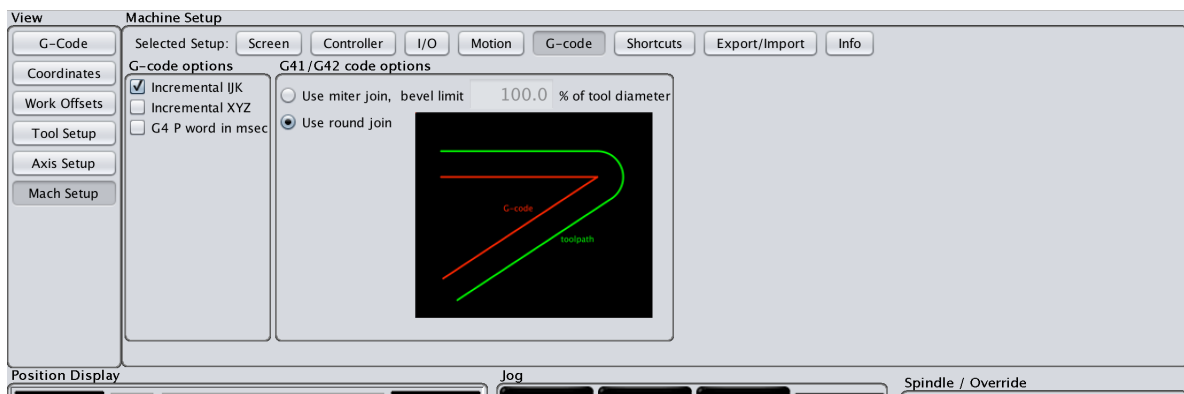 View
Machine Setup
G-Code
Coordinates
Work Offsets
Tool Setup
Axis Setup
Mach Setup
Selected Setup: Screen Controller I/O Motion G-code Shortcuts Export/Import Info
G-code options
Incremental IJK
Incremental XYZ
G4 P word in msec
G41/G42 code options
Use miter join, bevel limit 100.0 % of tool diameter
Use round join
G-code
toolpath
Position Display
Jog
Spindle / Override